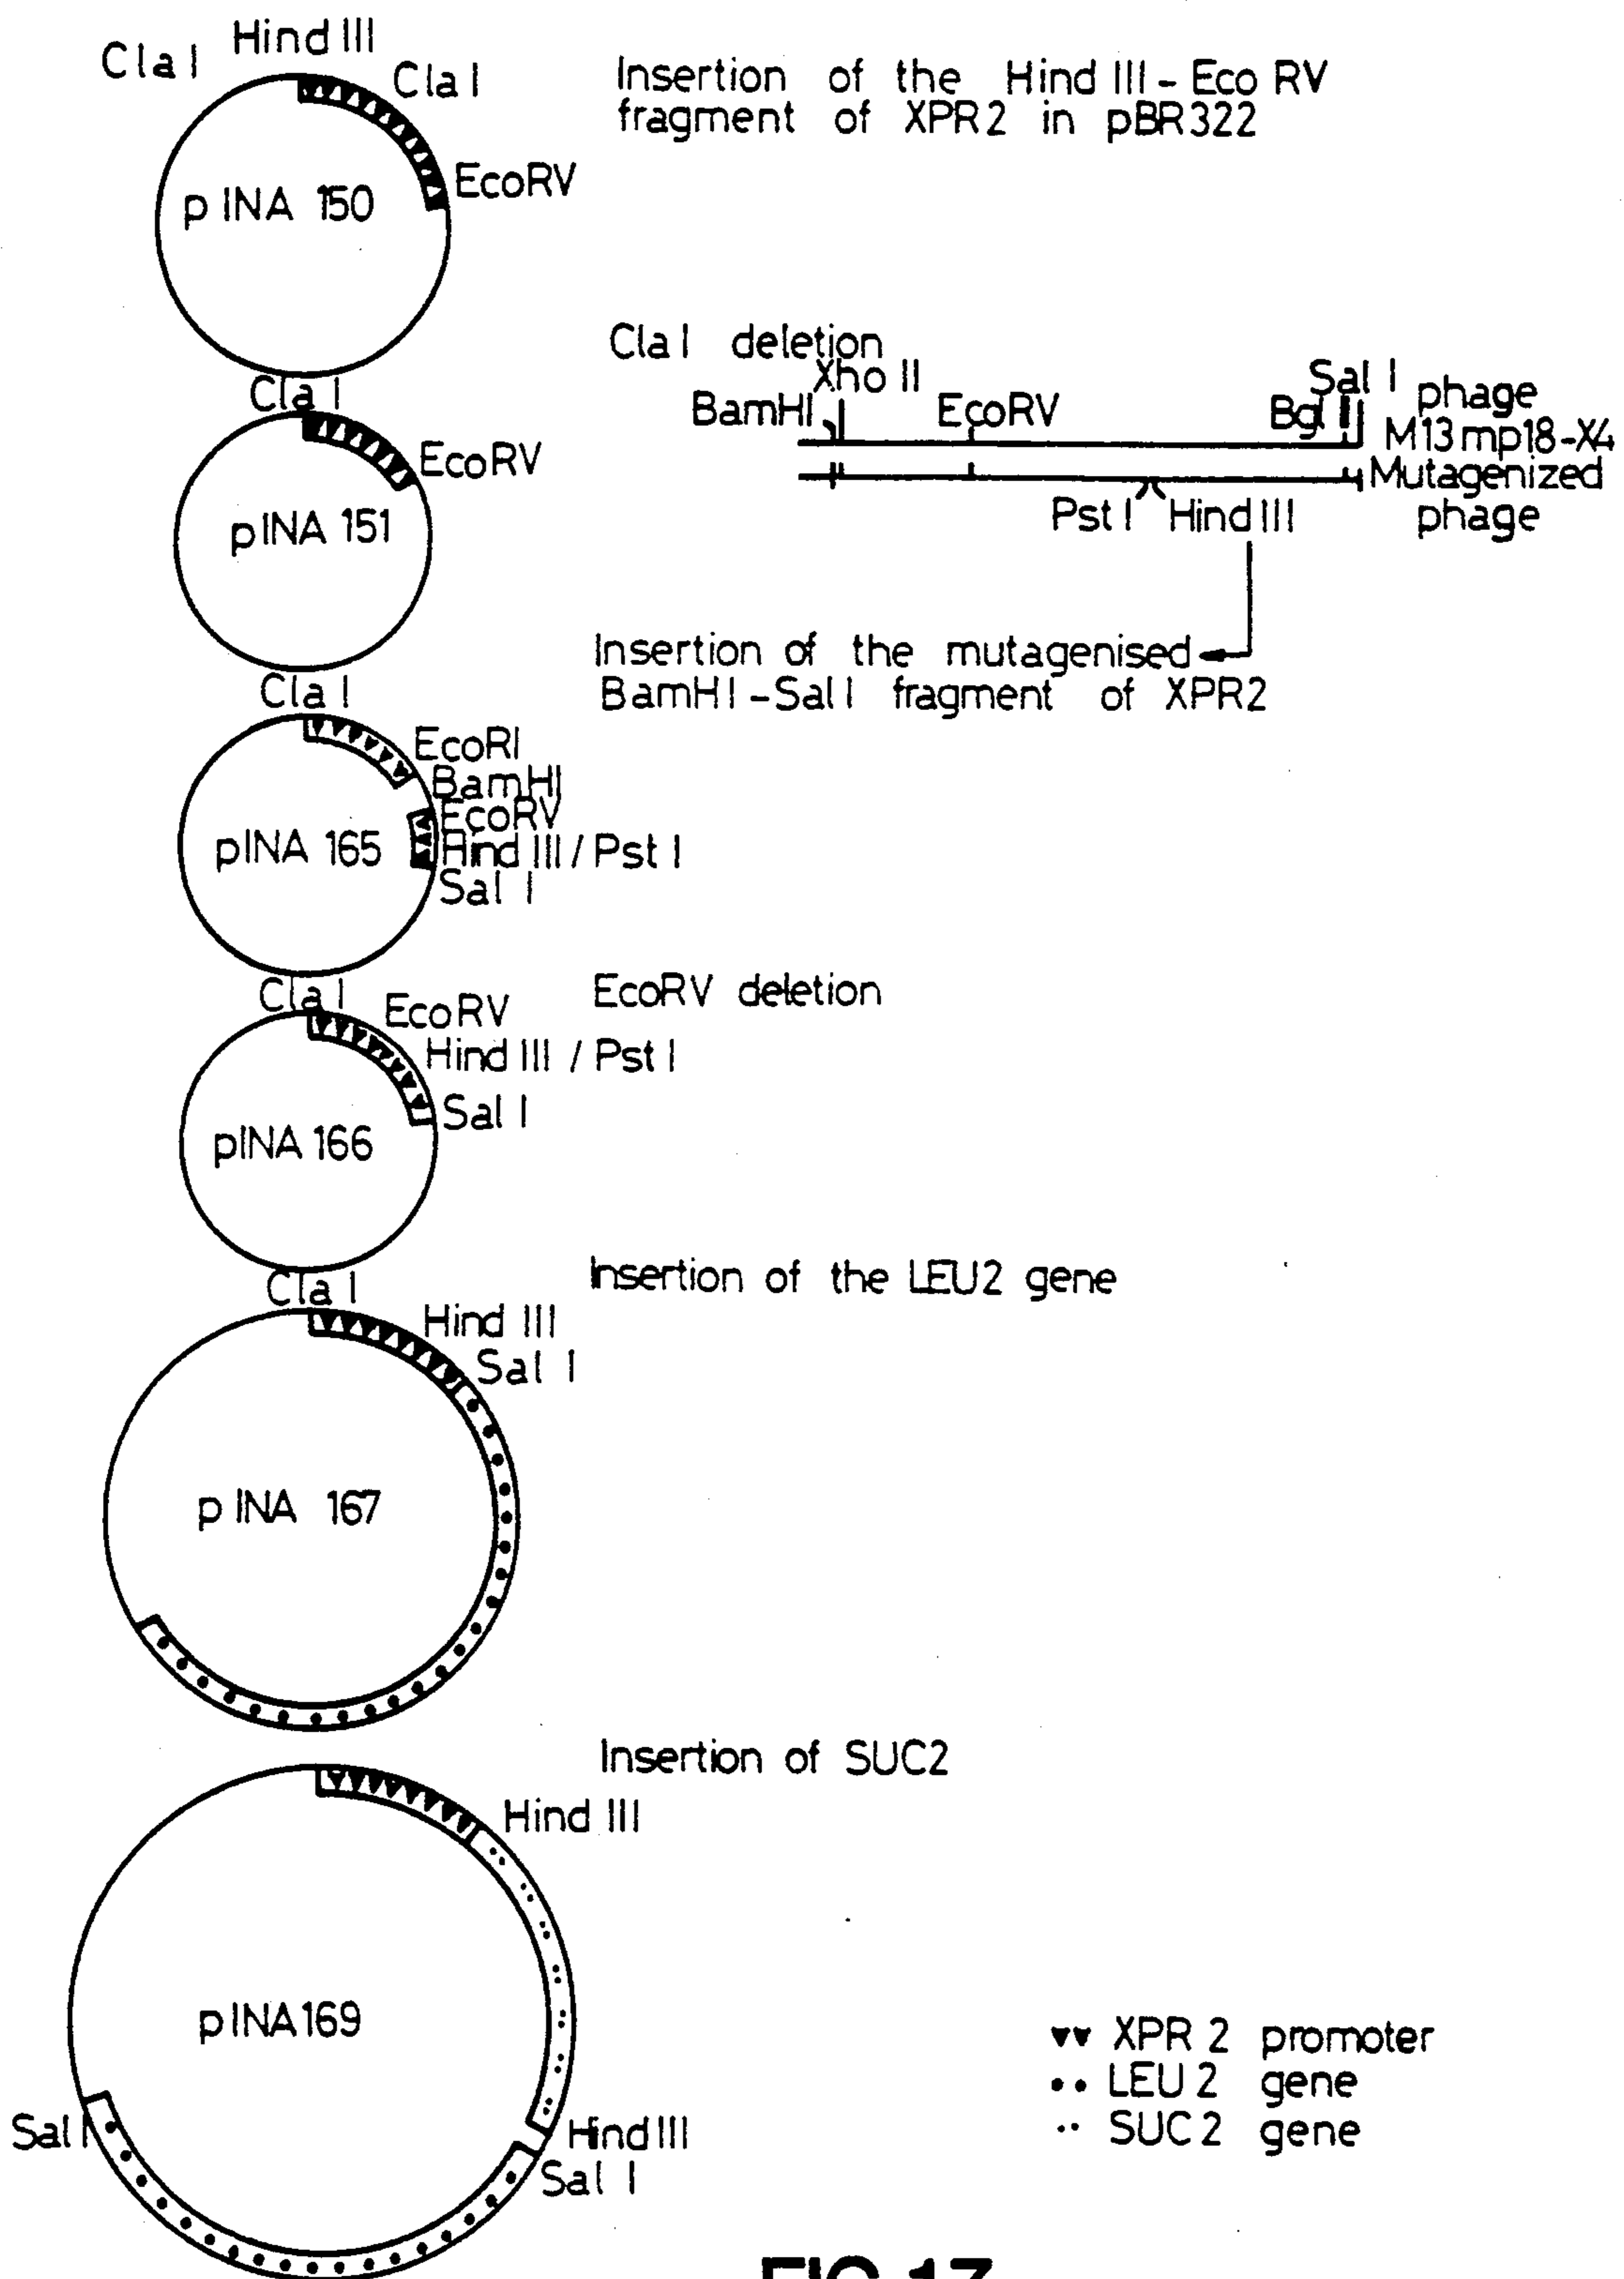 Hind III
Cla I
Cla I
Insertion of the Hind III - Eco RV
fragment of XPR2 in pBR322
EcoRV
p INA 150
Cla I deletion
Xho II
BamHI
EcoRV
Sal I
Bgl II
phage
M13mp18-X4
Mutagenized
phage
Pst I
Hind III
Cla I
EcoRV
pINA 151
Insertion of the mutagenised
BamHI - Sal I fragment of XPR2
Cla I
EcoRI
BamHI
EcoRV
Hind III / Pst I
Sal I
pINA 165
EcoRV deletion
Cla I
EcoRV
Hind III / Pst I
Sal I
pINA 166
Insertion of the LEU2 gene
Cla I
Hind III
Sal I
p INA 167
Insertion of SUC2
Hind III
pINA169
Hind III
Sal I
Sal I
XPR 2 promoter
LEU 2 gene
SUC 2 gene